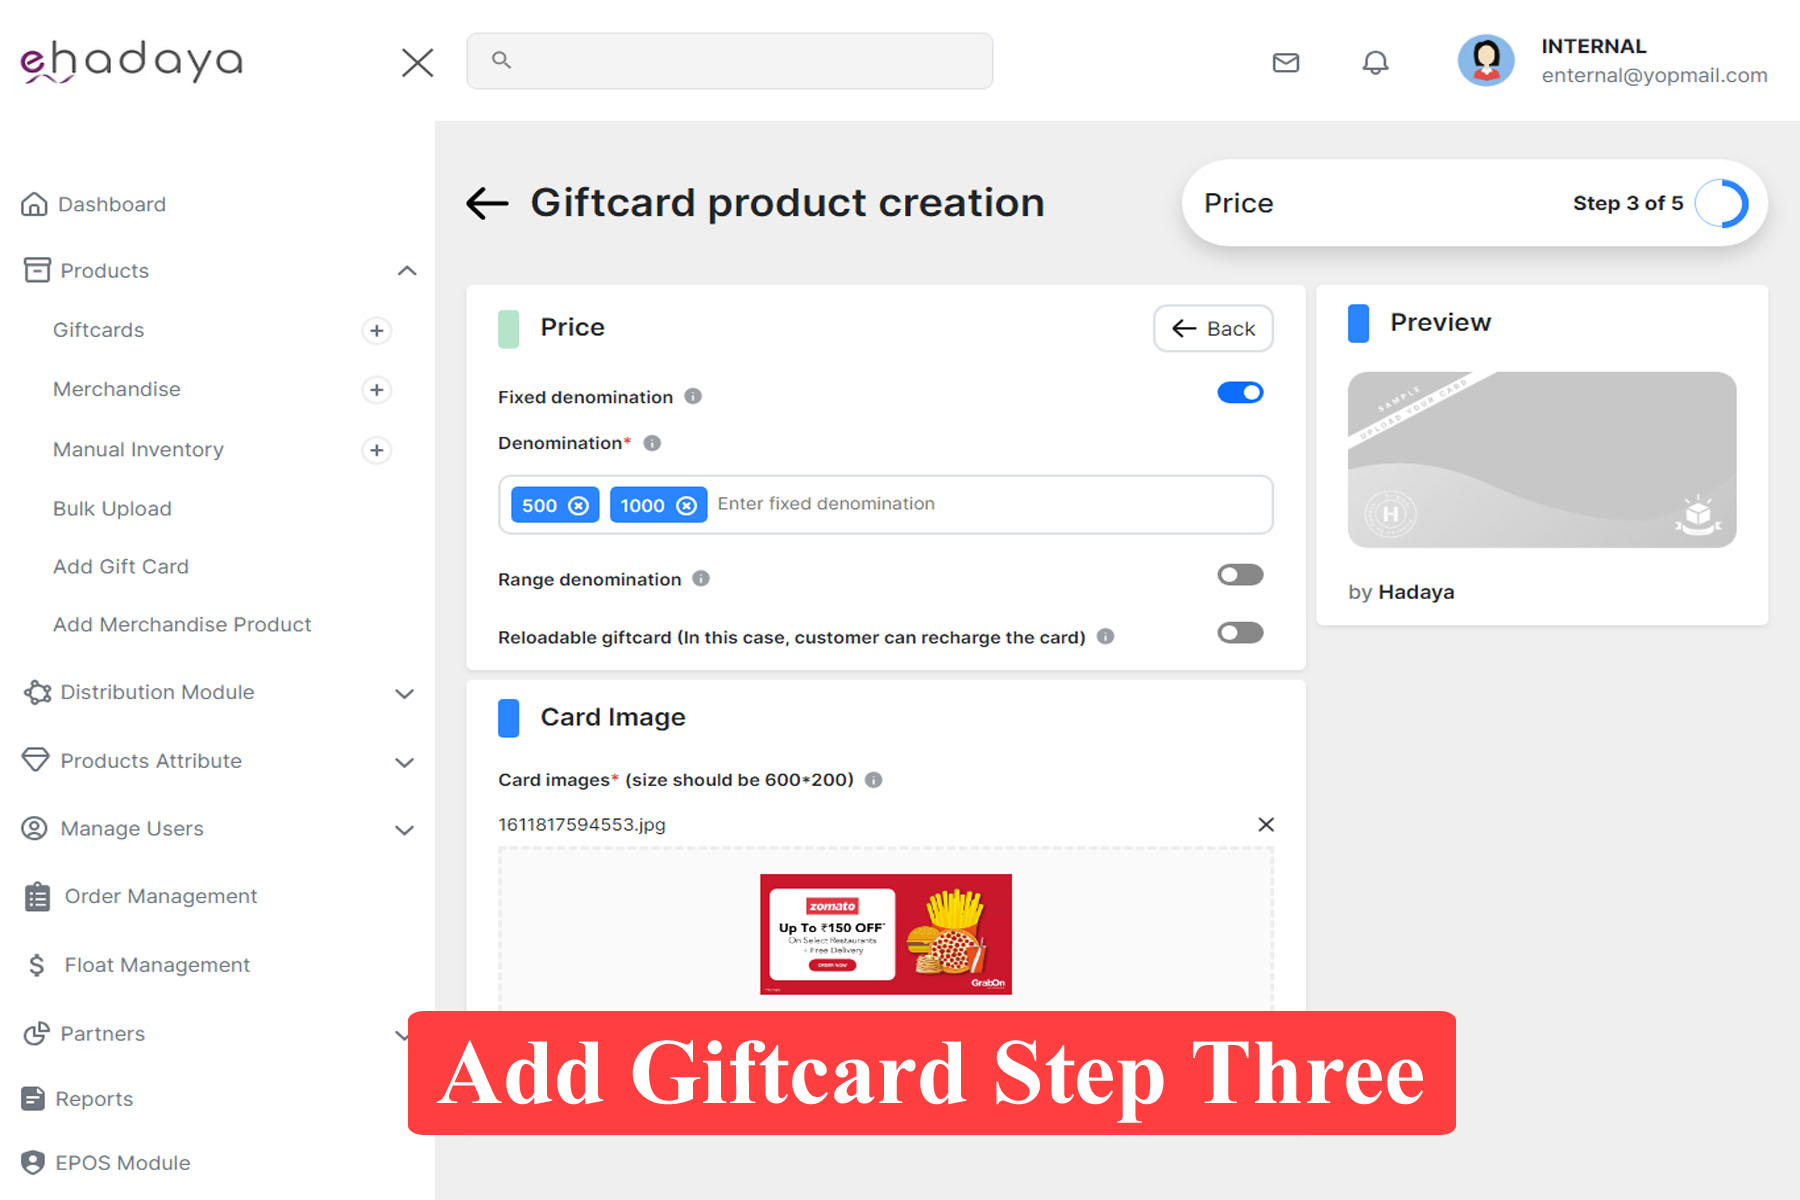 ehadaya
INTERNAL
enternal@yopmail.com
Dashboard
Products
Giftcards
Merchandise
Manual Inventory
Bulk Upload
Add Gift Card
Add Merchandise Product
Distribution Module
Products Attribute
Manage Users
Order Management
Float Management
Partners
Reports
EPOS Module
Giftcard product creation
Price
Step 3 of 5
Price
Back
Fixed denomination
Denomination*
500
1000
Enter fixed denomination
Range denomination
Reloadable giftcard (In this case, customer can recharge the card)
Preview
SAMPLE
UPLOAD YOUR CARD
H
by Hadaya
Card Image
Card images* (size should be 600*200)
1611817594553.jpg
zomato
Up To ₹150 OFF*
On Select Restaurants
+ Free Delivery
ORDER NOW
GrabOn
Add Giftcard Step Three